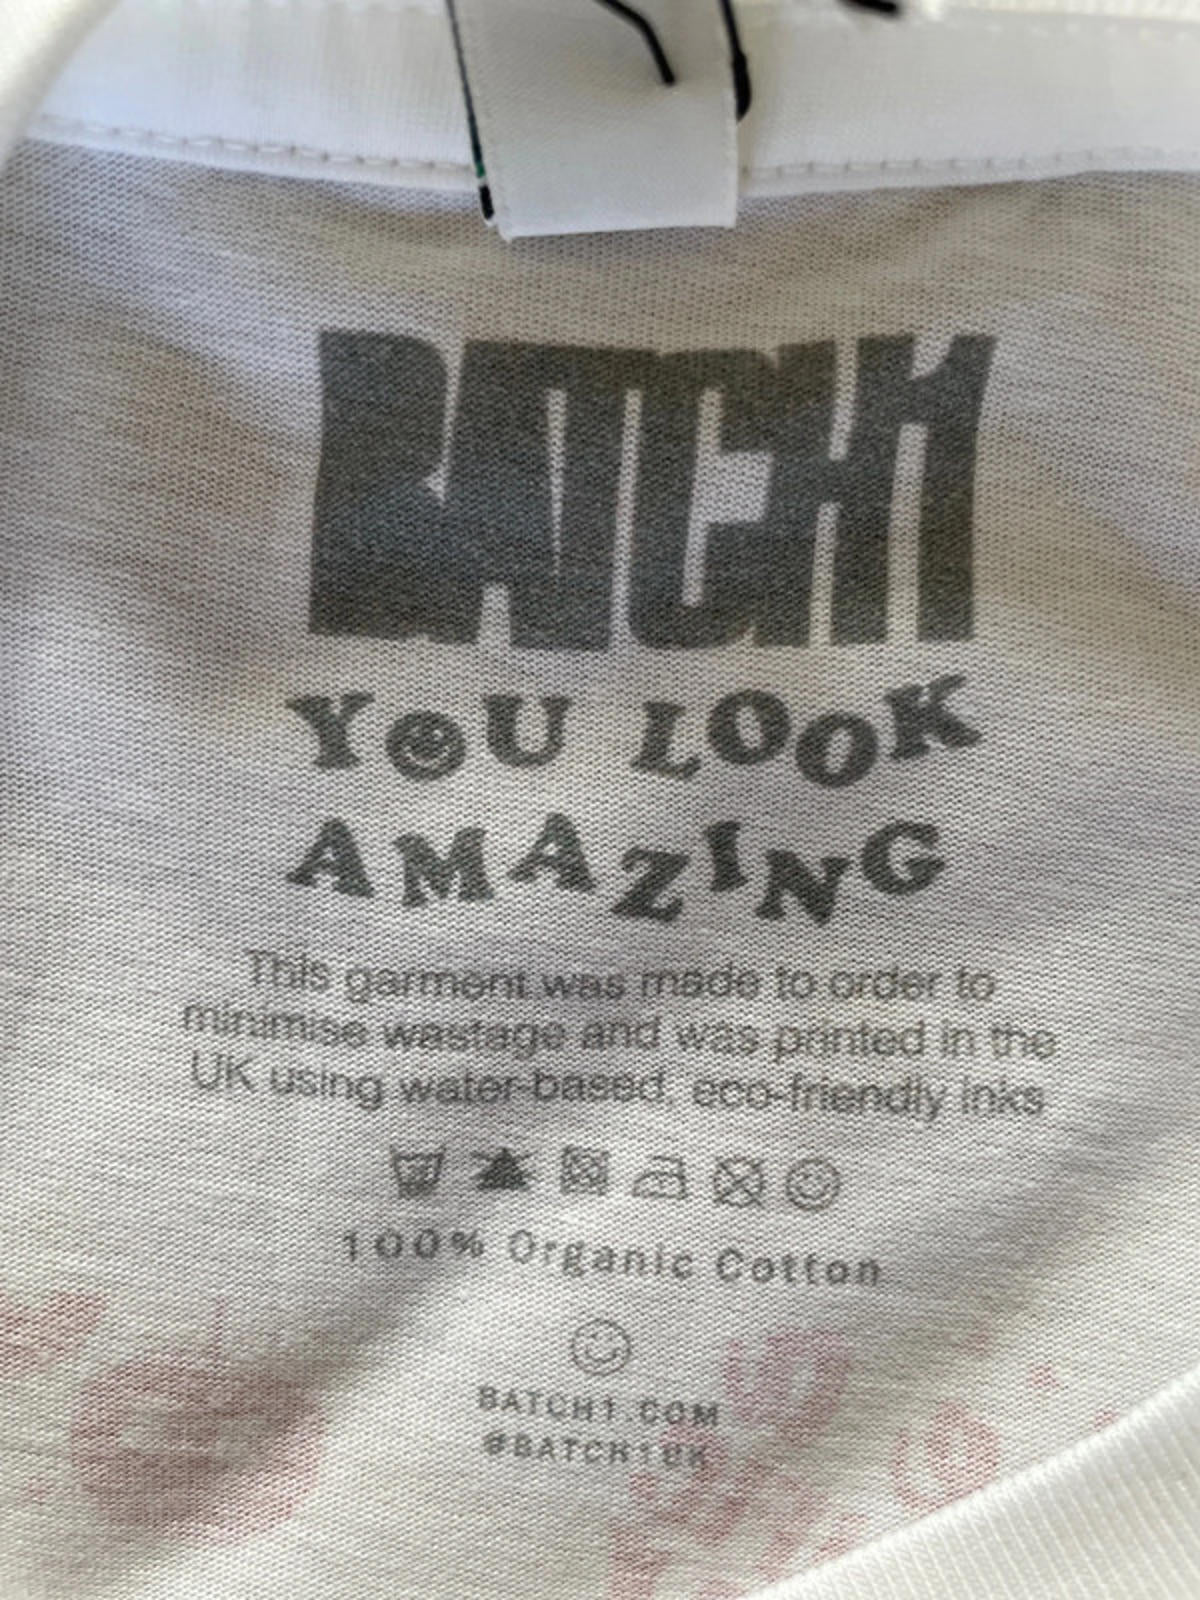 BATCH1
YOU LOOK
AMAZING
This garment was made to order to
minimise wastage and was printed in the
UK using water-based, eco-friendly inks
100% Organic Cotton
BATCH1.COM
@BATCH1UK